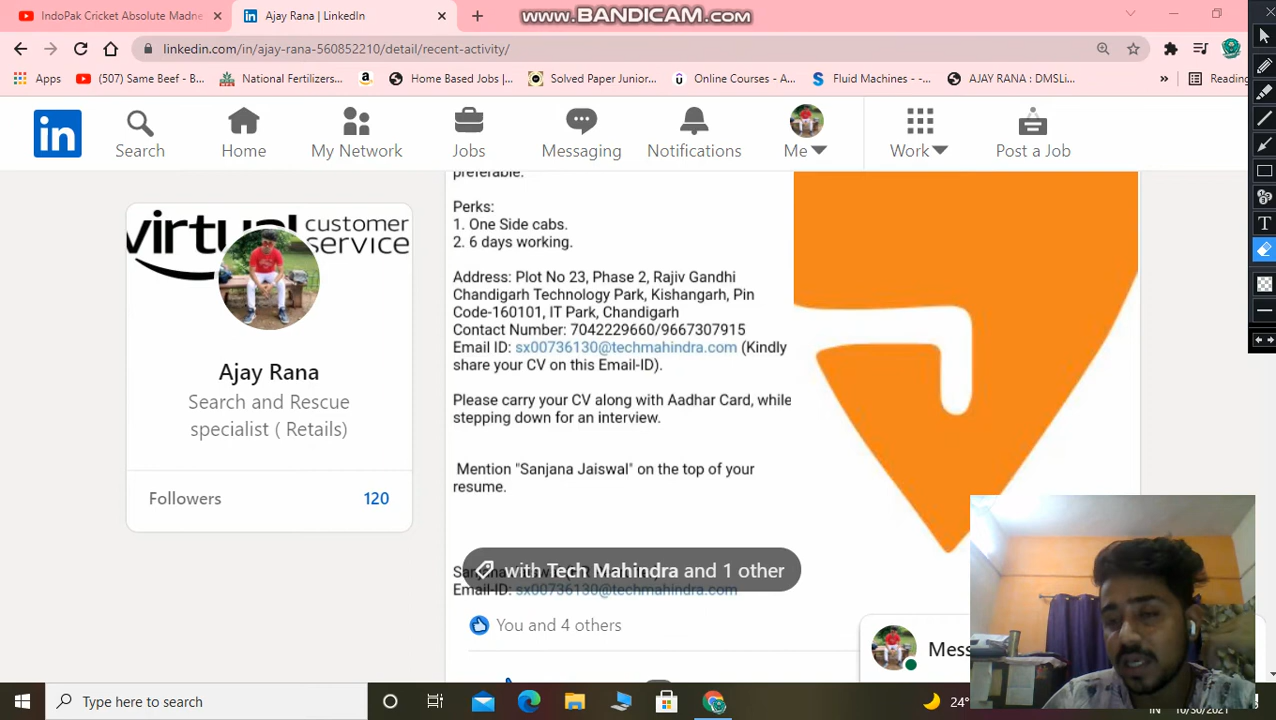 IndoPak Cricket Absolute Madne
Ajay Rana | LinkedIn
www.BANDICAM.com
linkedin.com/in/ajay-rana-560852210/detail/recent-activity/
Apps
(507) Same Beef - B...
National Fertilizers...
Home Based Jobs |...
Solved Paper Junior...
Online Courses - A...
Fluid Machines - -...
AJAY RANA : DMSLi...
Reading
in
Search
Home
My Network
Jobs
Messaging
Notifications
Me
Work
Post a Job
virtual customer
service
Ajay Rana
Search and Rescue
specialist ( Retails)
Followers 120
preferable.
Perks:
1. One Side cabs.
2. 6 days working.
Address: Plot No 23, Phase 2, Rajiv Gandhi
Chandigarh Technology Park, Kishangarh, Pin
Code-160101, IT Park, Chandigarh
Contact Number: 7042229660/9667307915
Email ID: sx00736130@techmahindra.com (Kindly
share your CV on this Email-ID).
Please carry your CV along with Aadhar Card, while
stepping down for an interview.
Mention "Sanjana Jaiswal" on the top of your
resume.
with Tech Mahindra and 1 other
Email-ID: sx00736130@techmahindra.com
You and 4 others
Mess
Type here to search
24°
IN 10/30/2021